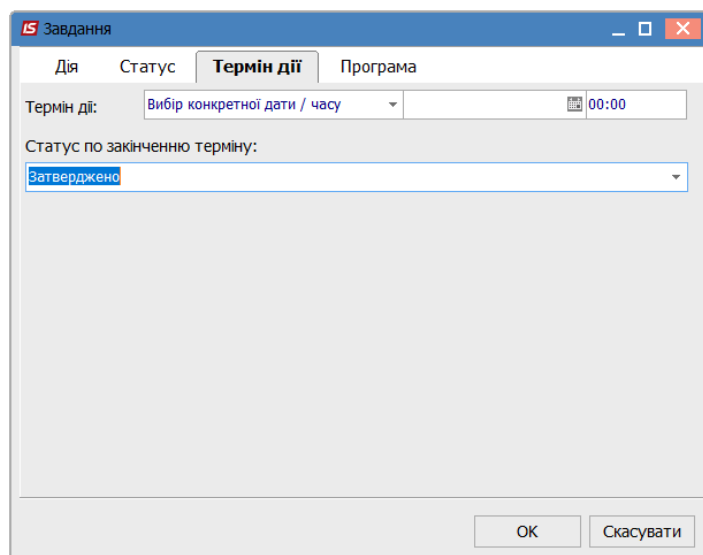 IS Завдання
Дія Статус Термін дії Програма
Термін дії: Вибір конкретної дати / часу 00:00
Статус по закінченню терміну:
Затверджено
OK Скасувати